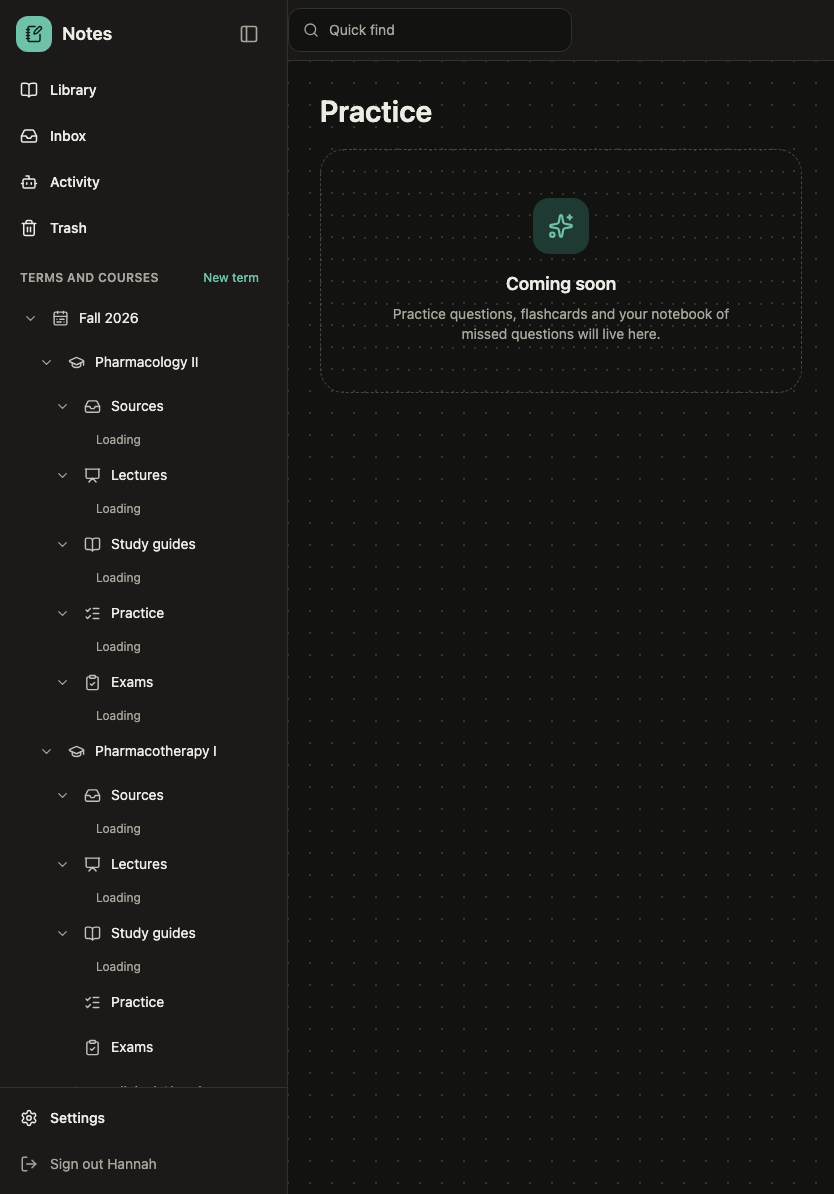 Notes
Quick find
Library
Inbox
Activity
Trash
TERMS AND COURSES
New term
Fall 2026
Pharmacology II
Sources
Loading
Lectures
Loading
Study guides
Loading
Practice
Loading
Exams
Loading
Pharmacotherapy I
Sources
Loading
Lectures
Loading
Study guides
Loading
Practice
Exams
Settings
Sign out Hannah
Practice
Coming soon
Practice questions, flashcards and your notebook of
missed questions will live here.